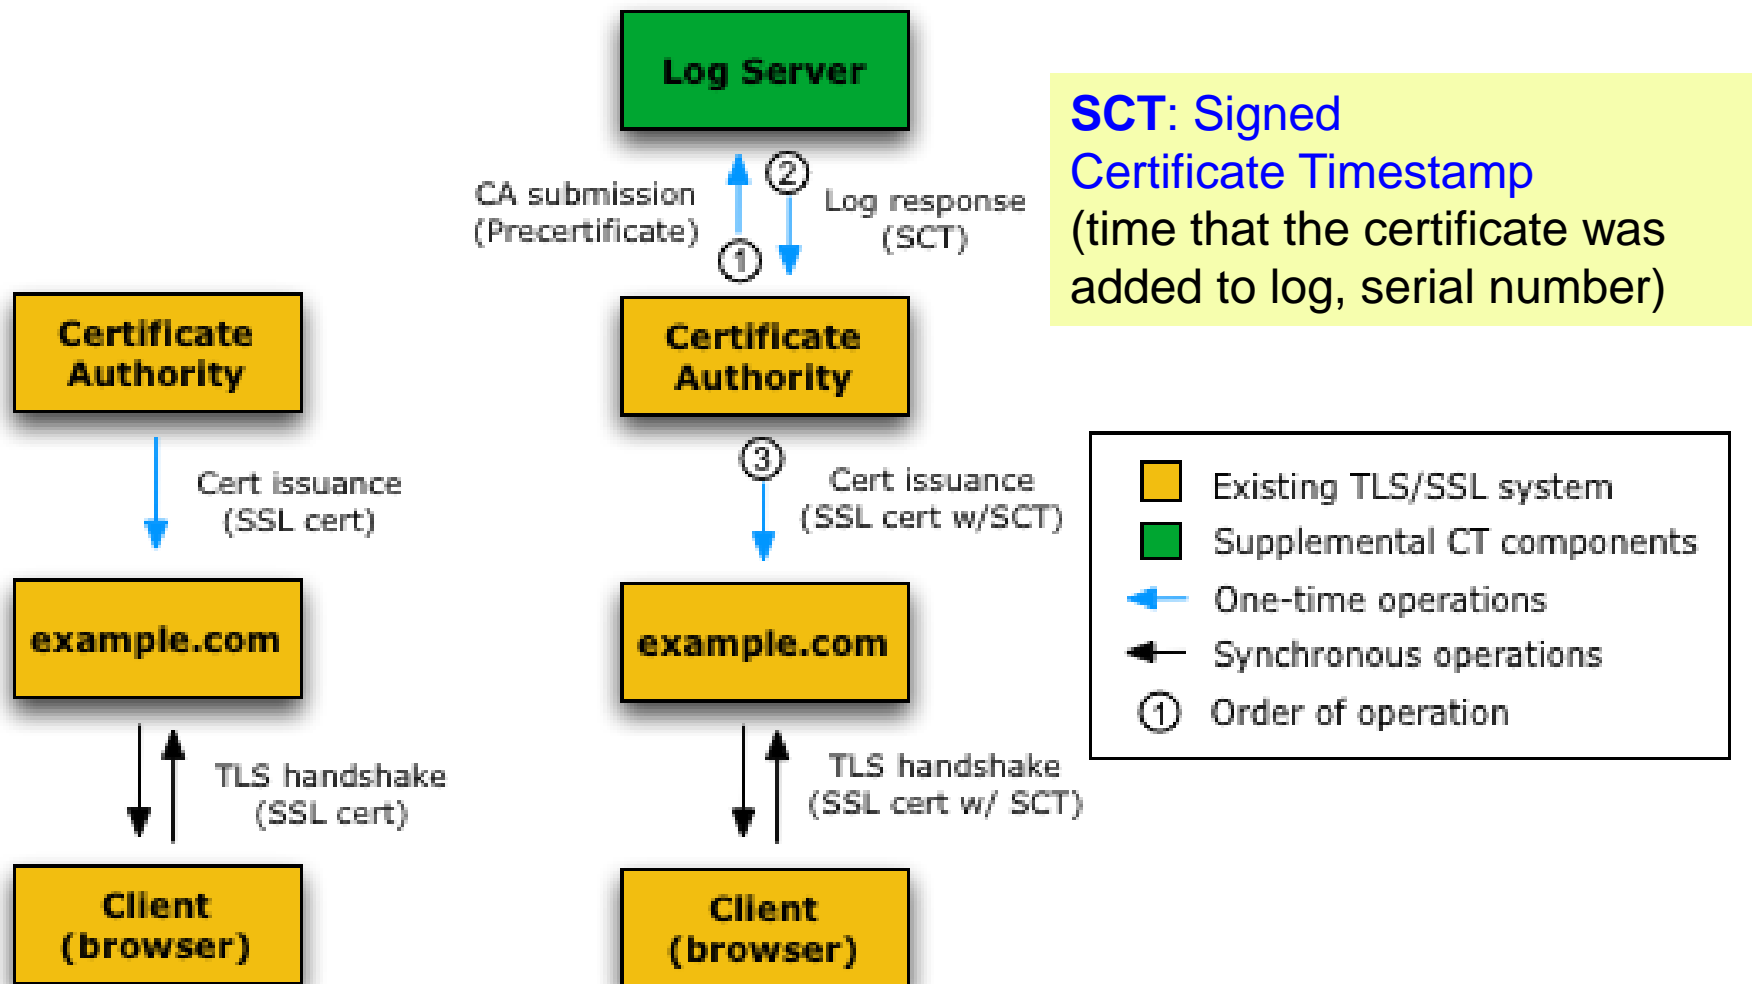 Log Server
SCT: Signed
Certificate Timestamp
(time that the certificate was
added to log, serial number)
CA submission
(Precertificate)
1
2
Log response
(SCT)
Certificate
Authority
Cert issuance
(SSL cert)
example.com
TLS handshake
(SSL cert)
Client
(browser)
Certificate
Authority
3
Cert issuance
(SSL cert w/SCT)
example.com
TLS handshake
(SSL cert w/ SCT)
Client
(browser)
Existing TLS/SSL system
Supplemental CT components
One-time operations
Synchronous operations
1 Order of operation